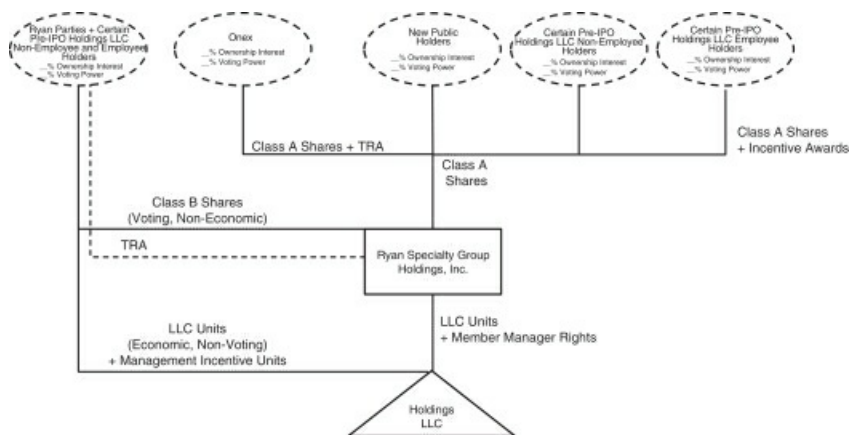 Ryan Parties + Certain
Pre-IPO Holdings LLC
Non-Employee and Employee
Holders
__% Ownership Interest
__% Voting Power
Onex
__% Ownership Interest
__% Voting Power
New Public
Holders
__% Ownership Interest
__% Voting Power
Certain Pre-IPO
Holdings LLC Non-Employee
Holders
__% Ownership Interest
__% Voting Power
Certain Pre-IPO
Holdings LLC Employee
Holders
__% Ownership Interest
__% Voting Power
Class A Shares + TRA
Class A Shares
+ Incentive Awards
Class A
Shares
Class B Shares
(Voting, Non-Economic)
TRA
Ryan Specialty Group
Holdings, Inc.
LLC Units
+ Member Manager Rights
LLC Units
(Economic, Non-Voting)
+ Management Incentive Units
Holdings
LLC